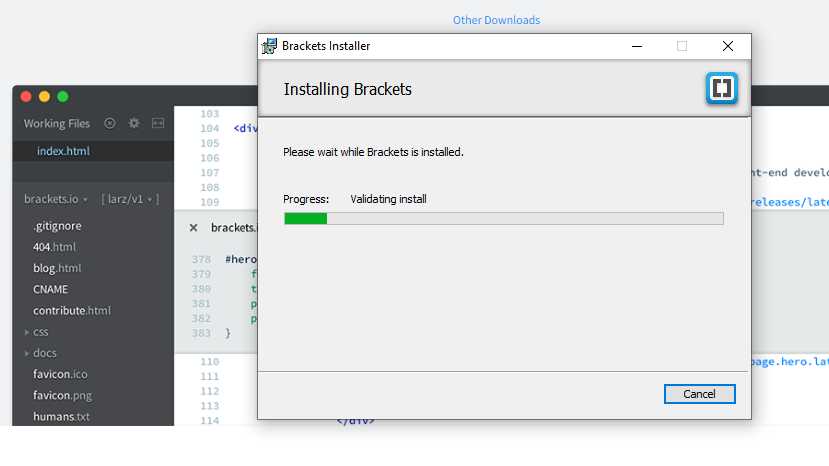 Other Downloads
Brackets Installer
Installing Brackets
Please wait while Brackets is installed.
Progress: Validating install
Cancel
Working Files
index.html
brackets.io [ larz/v1 ]
.gitignore
404.html
blog.html
CNAME
contribute.html
css
docs
favicon.ico
favicon.png
humans.txt
103
104 <div
105
106
107
108
109
brackets.i
378 #hero
379 f
380 t
381 p
382 p
383 }
110
111
112
113
114 </div>
nt-end develo
releases/late
page.hero.lat